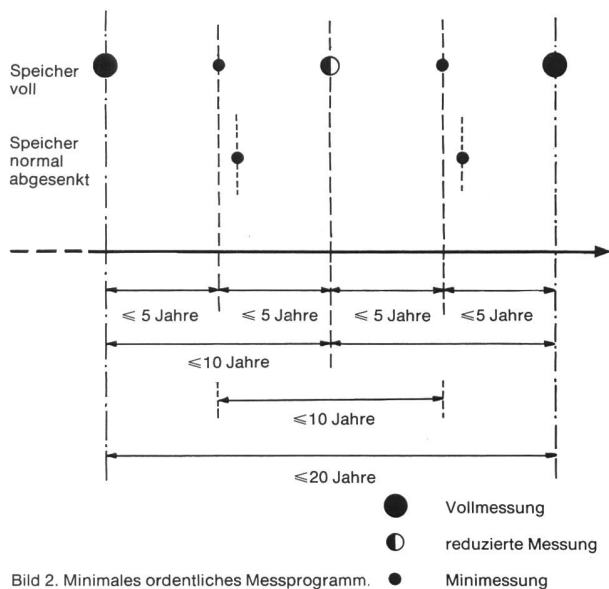 Speicher
voll
Speicher
normal
abgesenkt
≤ 5 Jahre ≤ 5 Jahre ≤ 5 Jahre ≤5 Jahre
≤10 Jahre
≤10 Jahre
≤20 Jahre
Vollmessung
reduzierte Messung
Bild 2. Minimales ordentliches Messprogramm. Minimessung